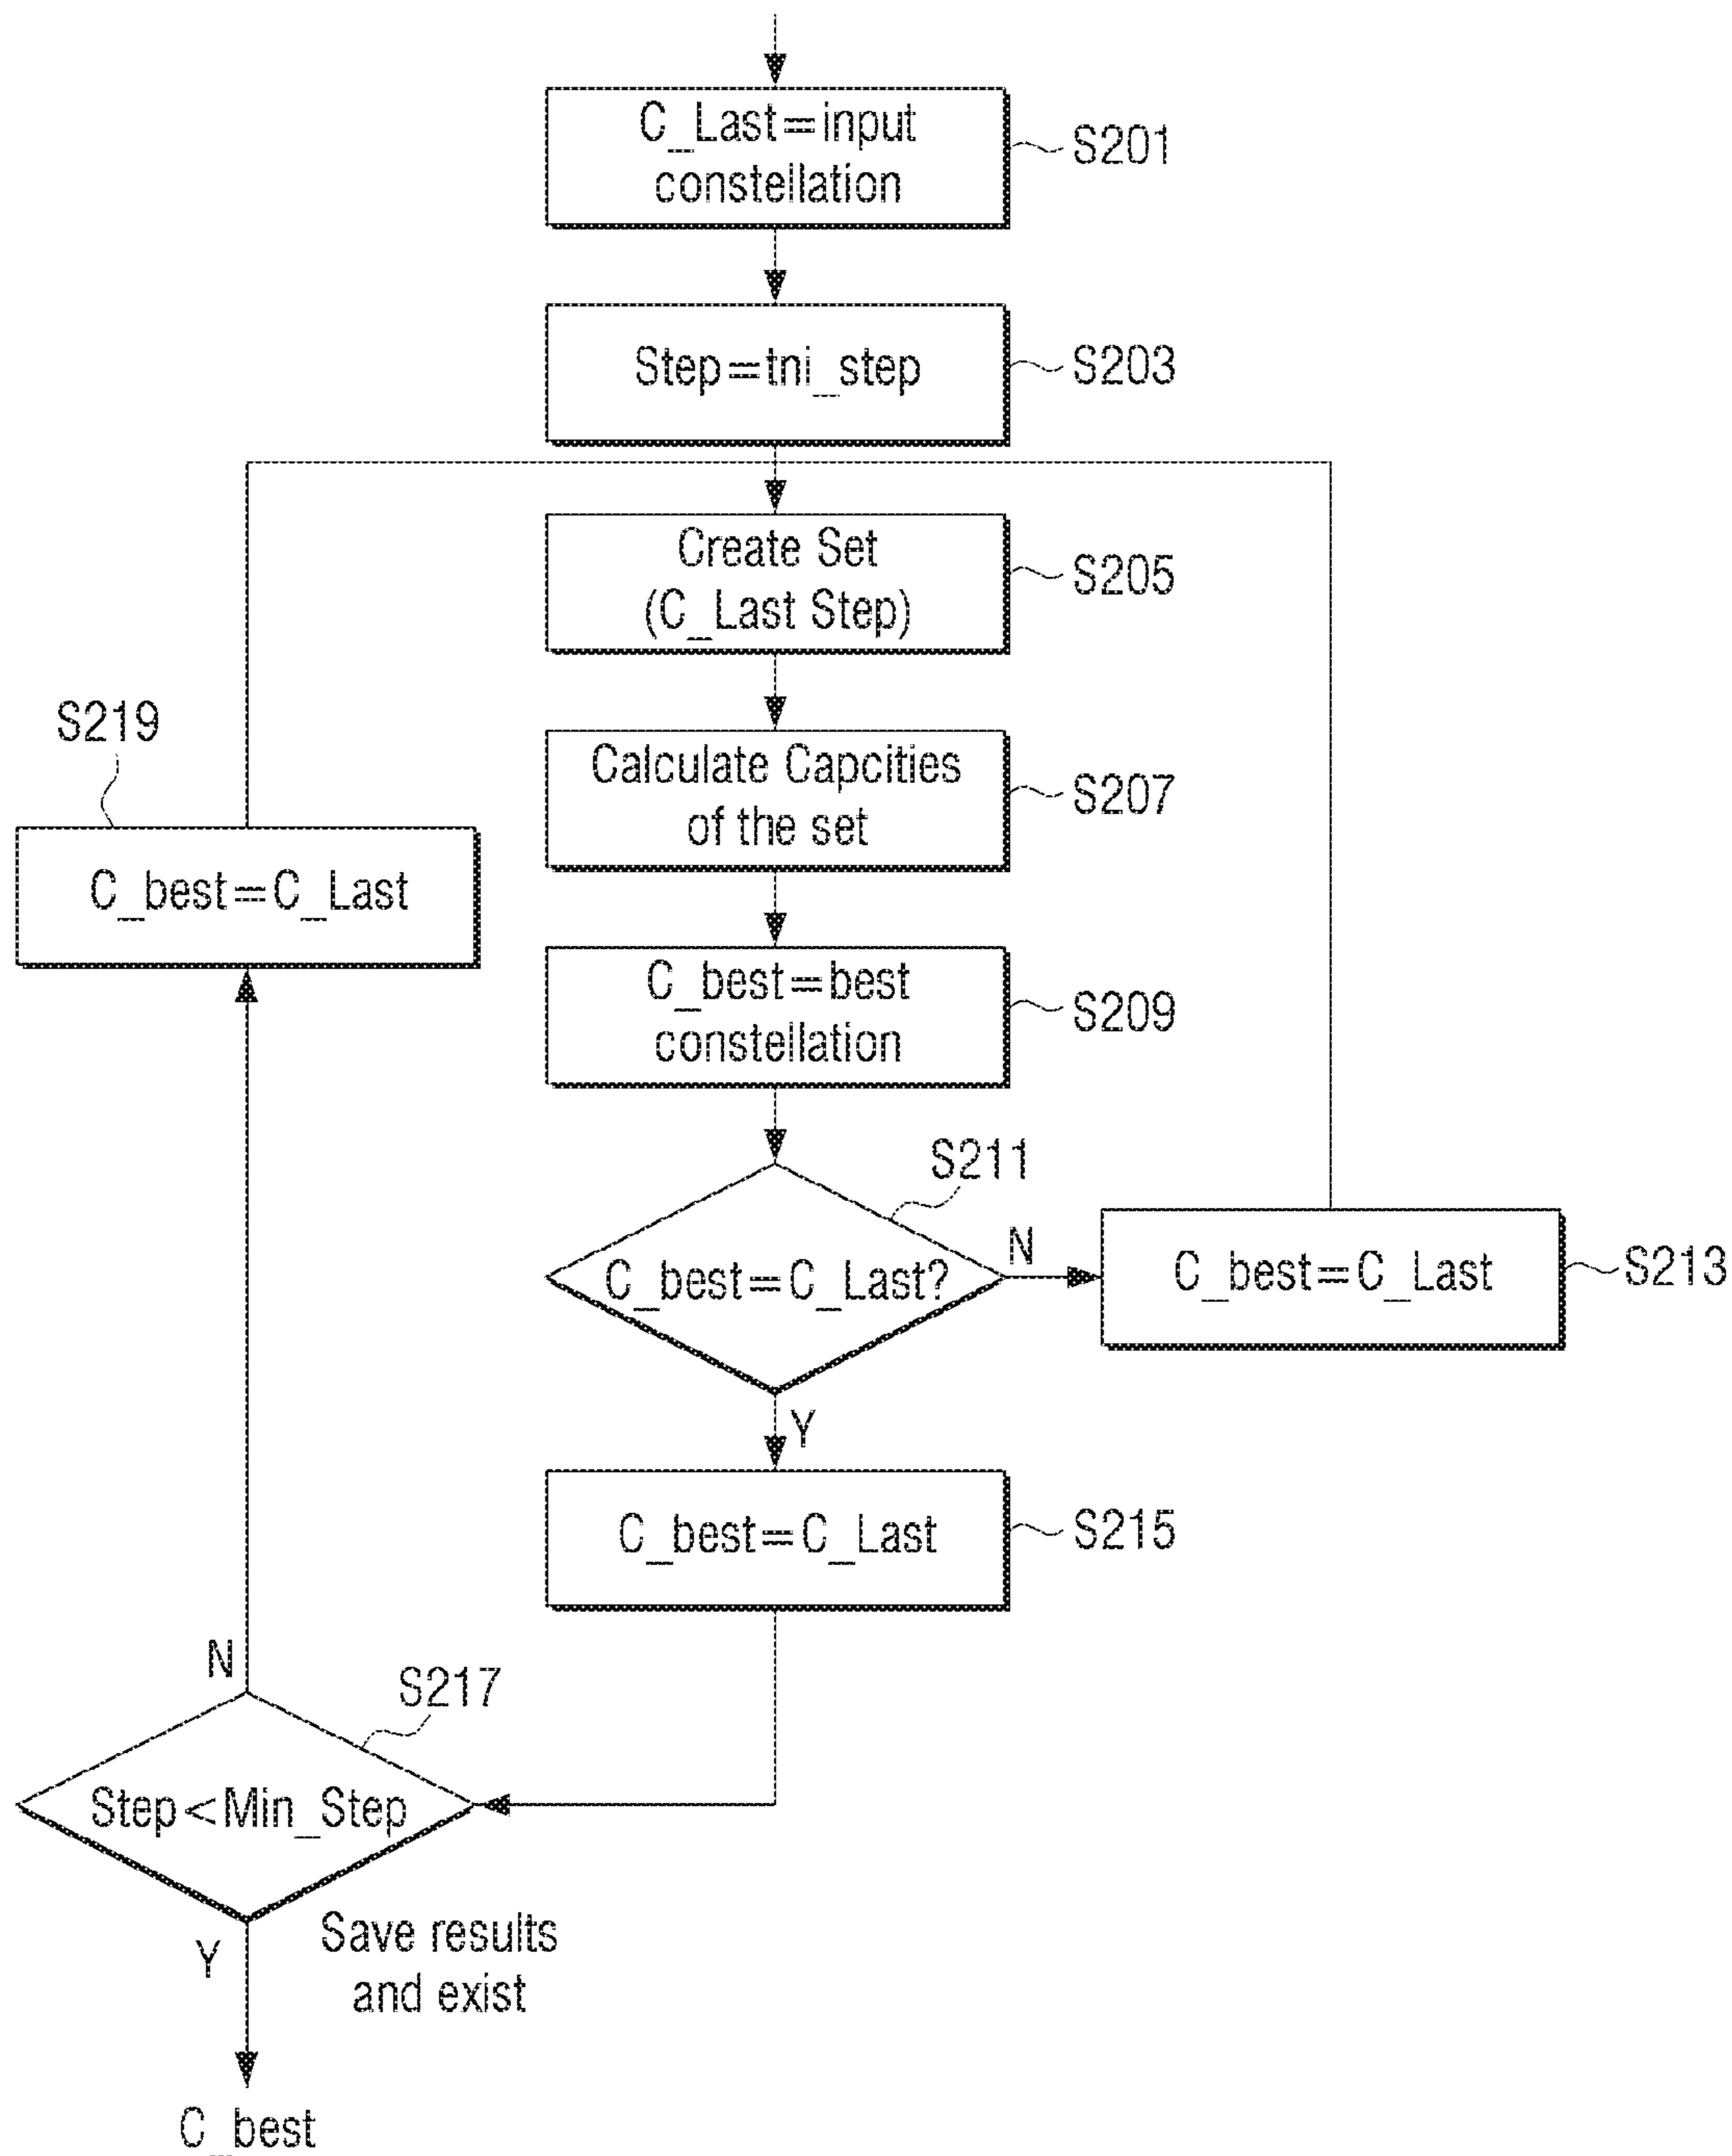 C_Last=input
constellation
S201
Step=tni_step
S203
Create Set
(C_Last Step)
S205
S219
Calculate Capcities
of the set
S207
C_best=C_Last
C_best=best
constellation
S209
S211
C_best=C_Last?
N
C_best=C_Last
S213
Y
C_best=C_Last
S215
N
S217
Step<Min_Step
Y
Save results
and exist
C_best